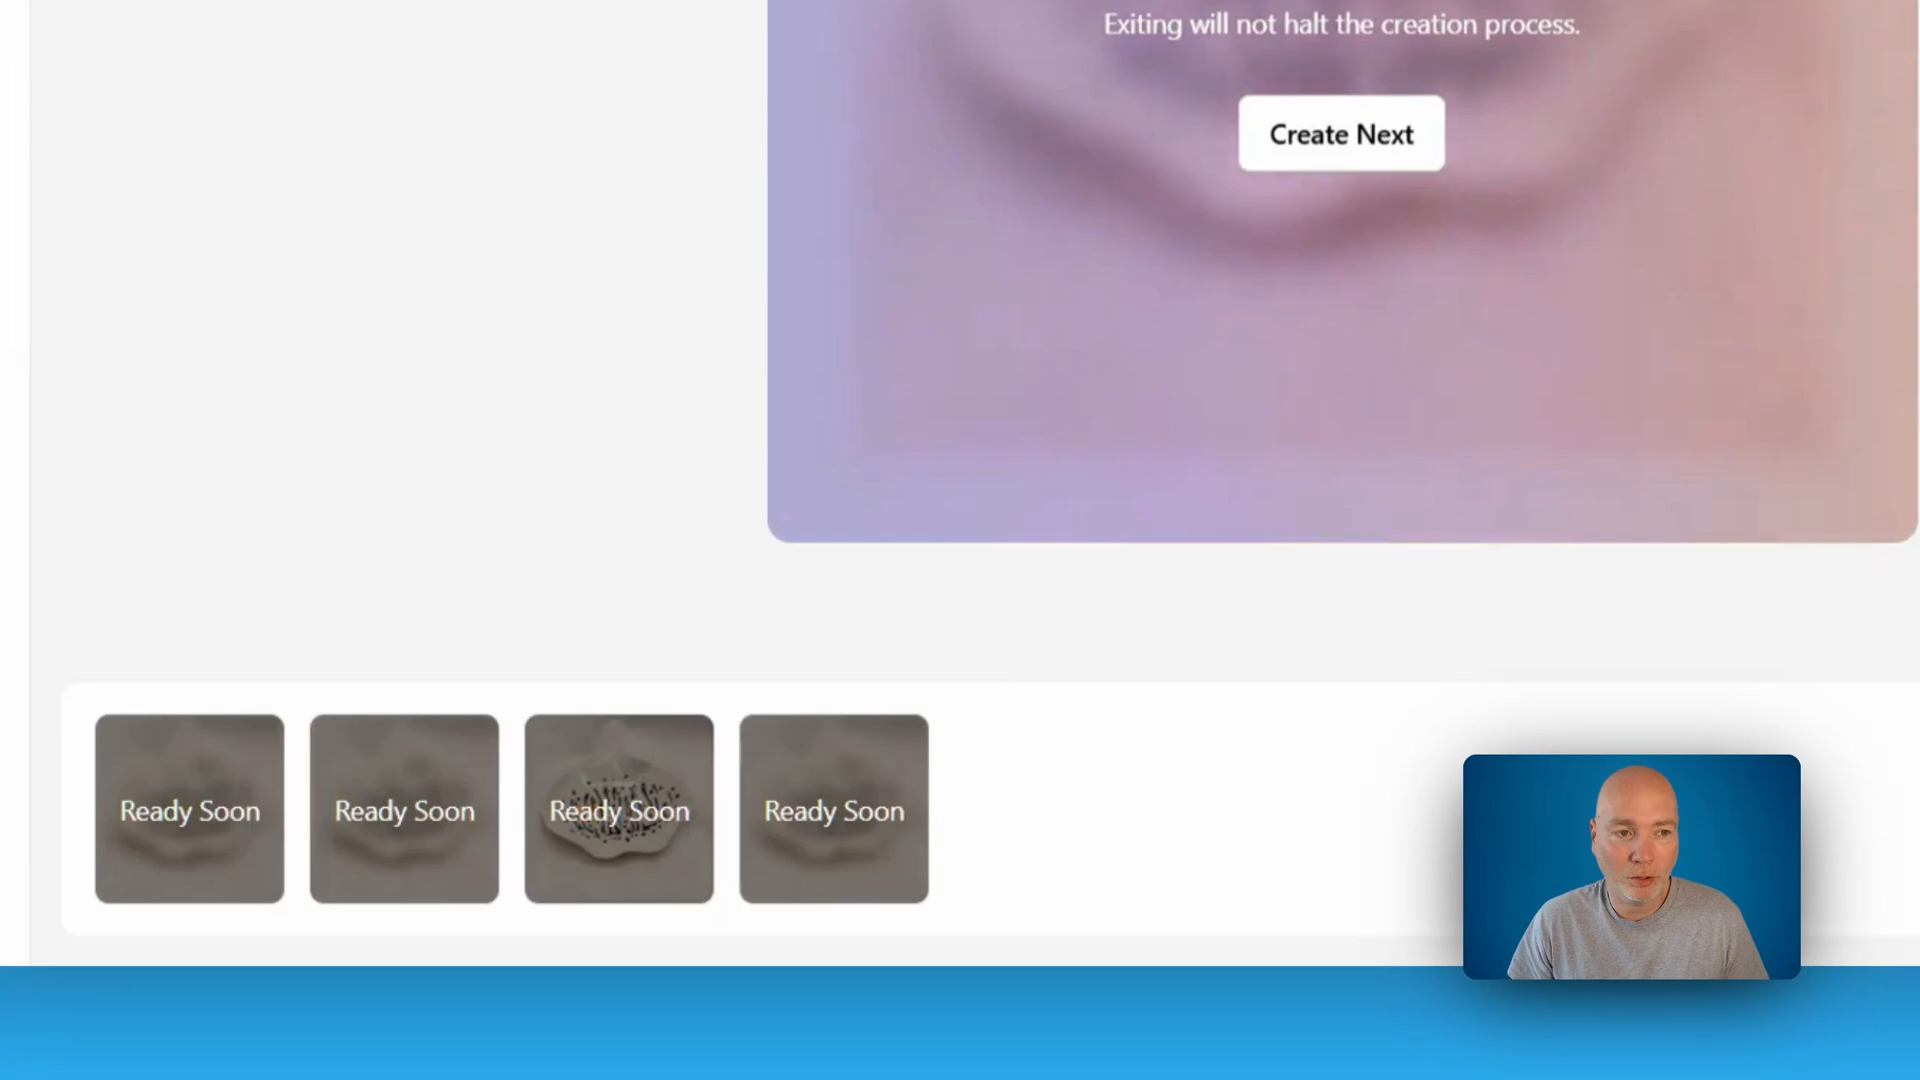 Exiting will not halt the creation process.
Create Next
Ready Soon
Ready Soon
Ready Soon
Ready Soon